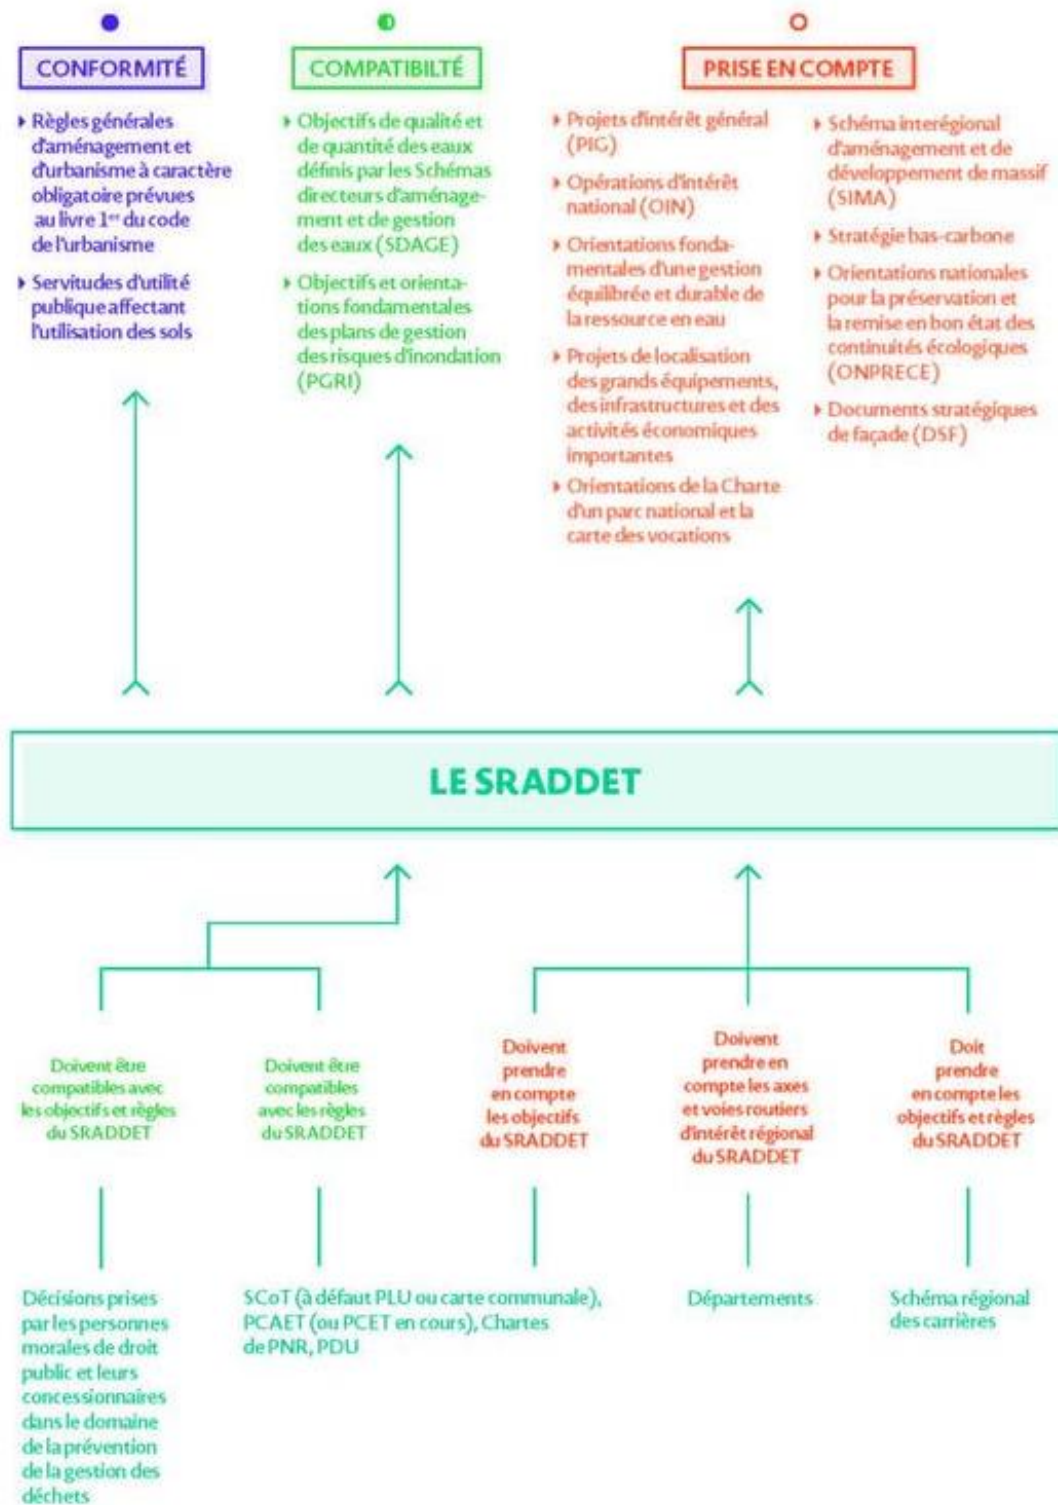 CONFORMITÉ
Règles générales
d'aménagement et
d'urbanisme à caractère
obligatoire prévues
au livre 1er du code
de l'urbanisme
Servitudes d'utilité
publique affectant
l'utilisation des sols
COMPATIBILTÉ
Objectifs de qualité et
de quantité des eaux
définis par les Schémas
directeurs d'aménage-
ment et de gestion
des eaux (SDAGE)
Objectifs et orienta-
tions fondamentales
des plans de gestion
des risques d'inondation
(PGRI)
PRISE EN COMPTE
Projets d'intérêt général
(PIG)
Opérations d'intérêt
national (OIN)
Orientations fonda-
mentales d'une gestion
équilibrée et durable de
la ressource en eau
Projets de localisation
des grands équipements,
des infrastructures et des
activités économiques
importantes
Orientations de la Charte
d'un parc national et la
carte des vocations
Schéma interégional
d'aménagement et de
développement de massif
(SIMA)
Stratégie bas-carbone
Orientations nationales
pour la préservation et
la remise en bon état des
continuités écologiques
(ONPRECE)
Documents stratégiques
de façade (DSF)
LE SRADDET
Doivent être
compatibles avec
les objectifs et règles
du SRADDET
Doivent être
compatibles
avec les règles
du SRADDET
Doivent
prendre
en compte
les objectifs
du SRADDET
Doivent
prendre en
compte les axes
et voies routiers
d'intérêt régional
du SRADDET
Doit
prendre
en compte les
objectifs et règles
du SRADDET
Décisions prises
par les personnes
morales de droit
public et leurs
concessionnaires
dans le domaine
de la prévention
de la gestion des
déchets
SCoT (à défaut PLU ou carte communale),
PCAET (ou PCET en cours), Chartes
de PNR, PDU
Départements
Schéma régional
des carrières